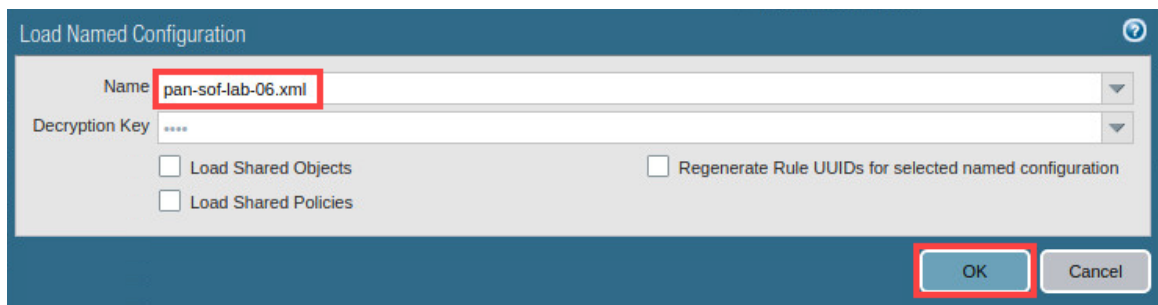 Load Named Configuration
Name pan-sof-lab-06.xml
Decryption Key ••••
Load Shared Objects Regenerate Rule UUIDs for selected named configuration
Load Shared Policies
OK Cancel